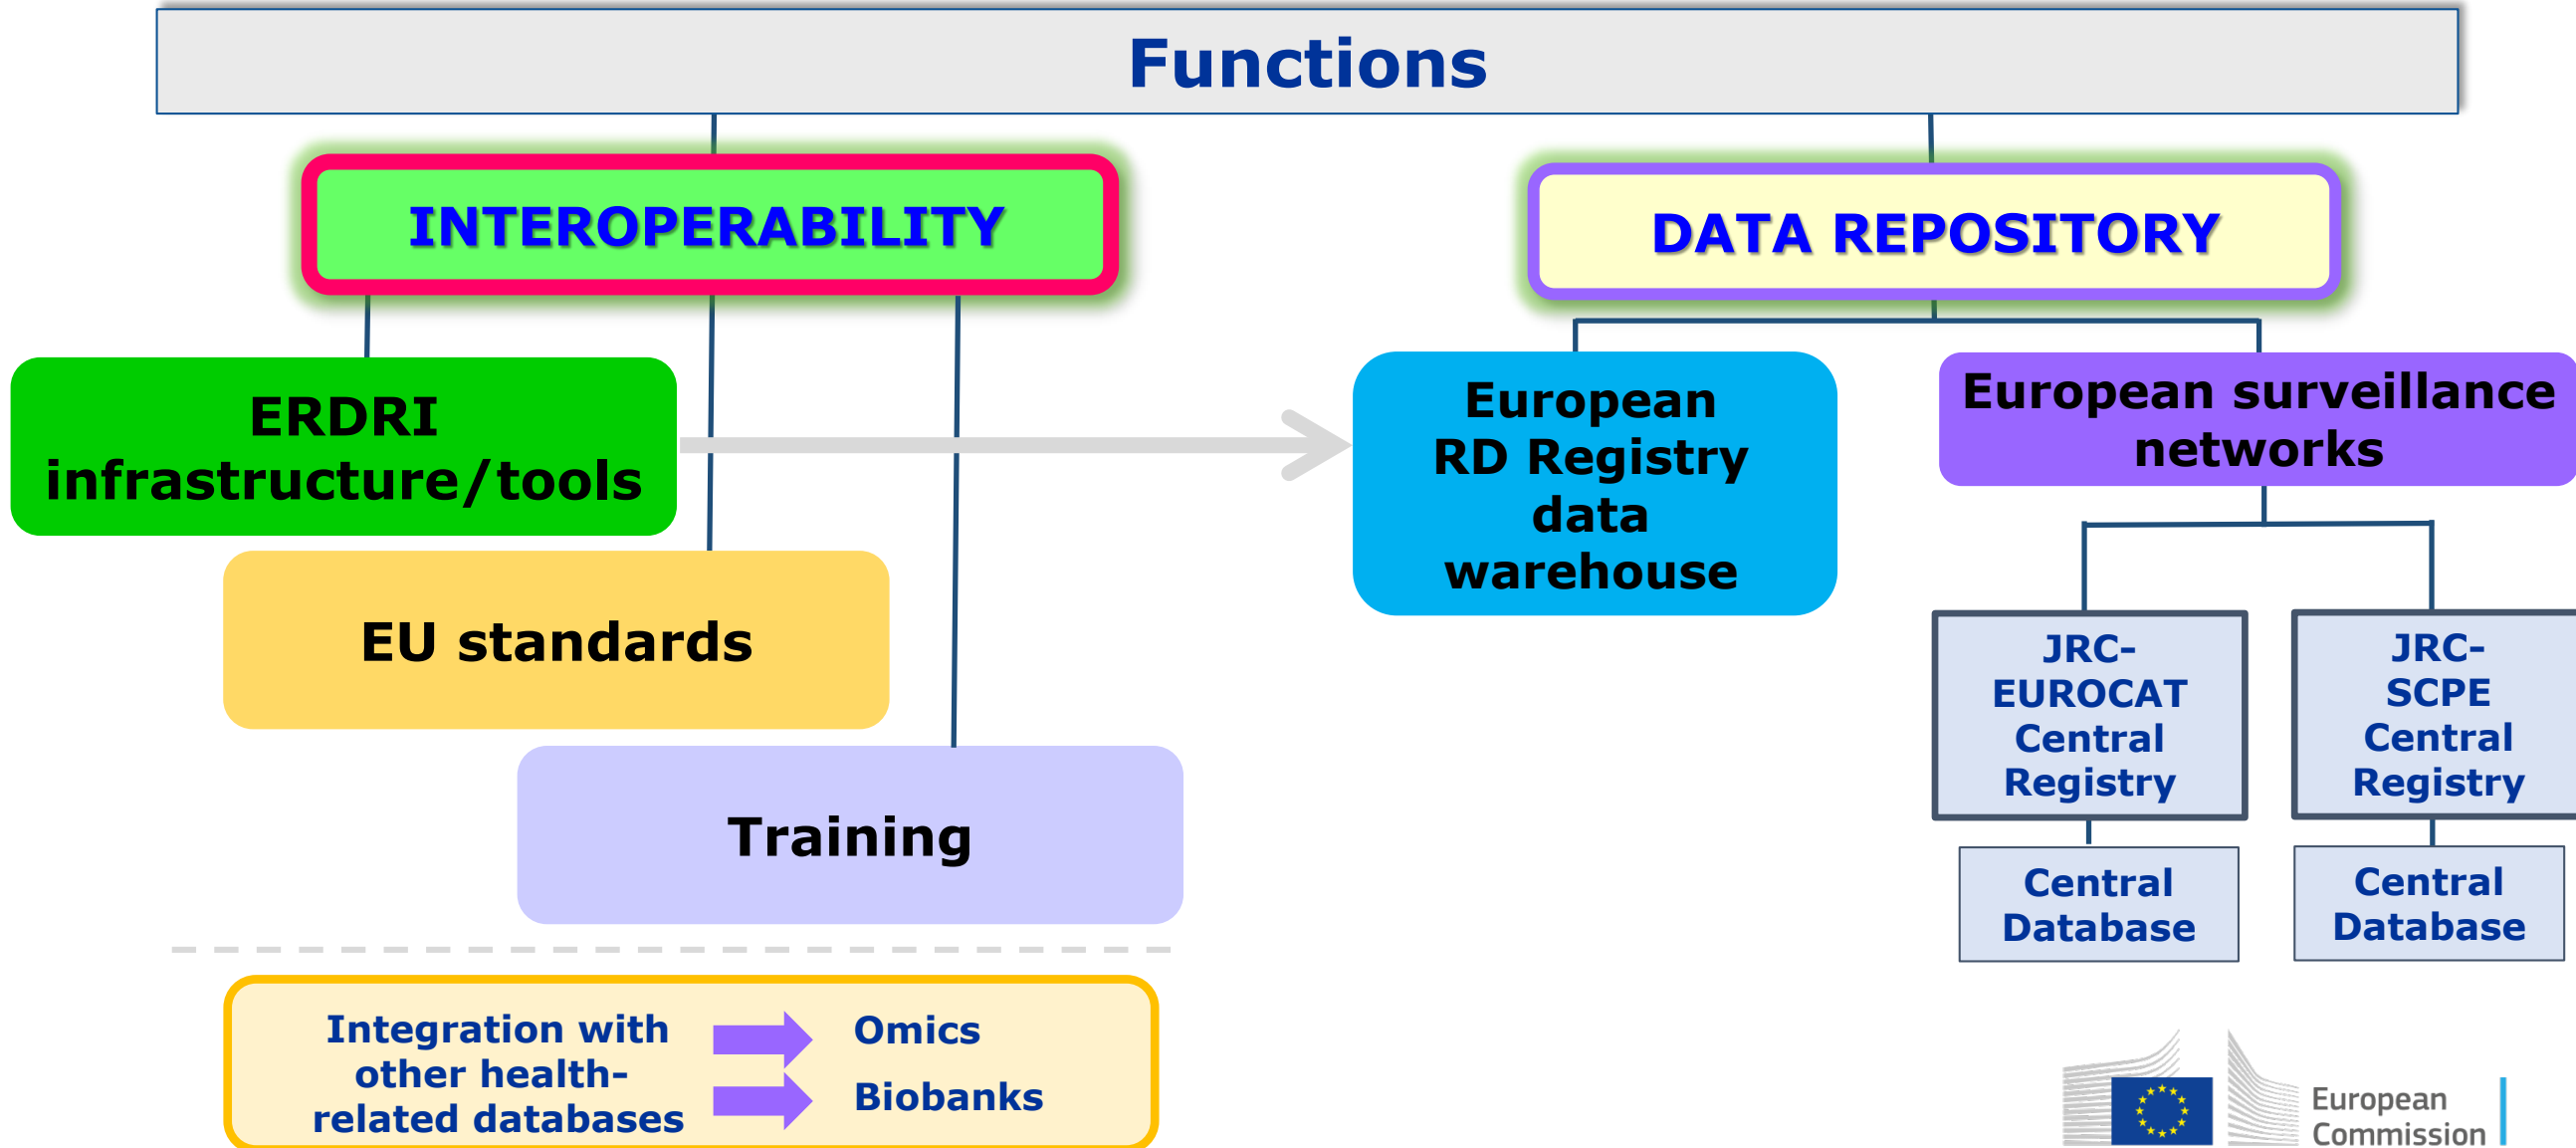 Functions
INTEROPERABILITY
DATA REPOSITORY
ERDRI
infrastructure/tools
European
RD Registry
data
warehouse
European surveillance
networks
EU standards
Training
JRC-
EUROCAT
Central
Registry
JRC-
SCPE
Central
Registry
Central
Database
Central
Database
Integration with
other health-
related databases
Omics
Biobanks
European
Commission